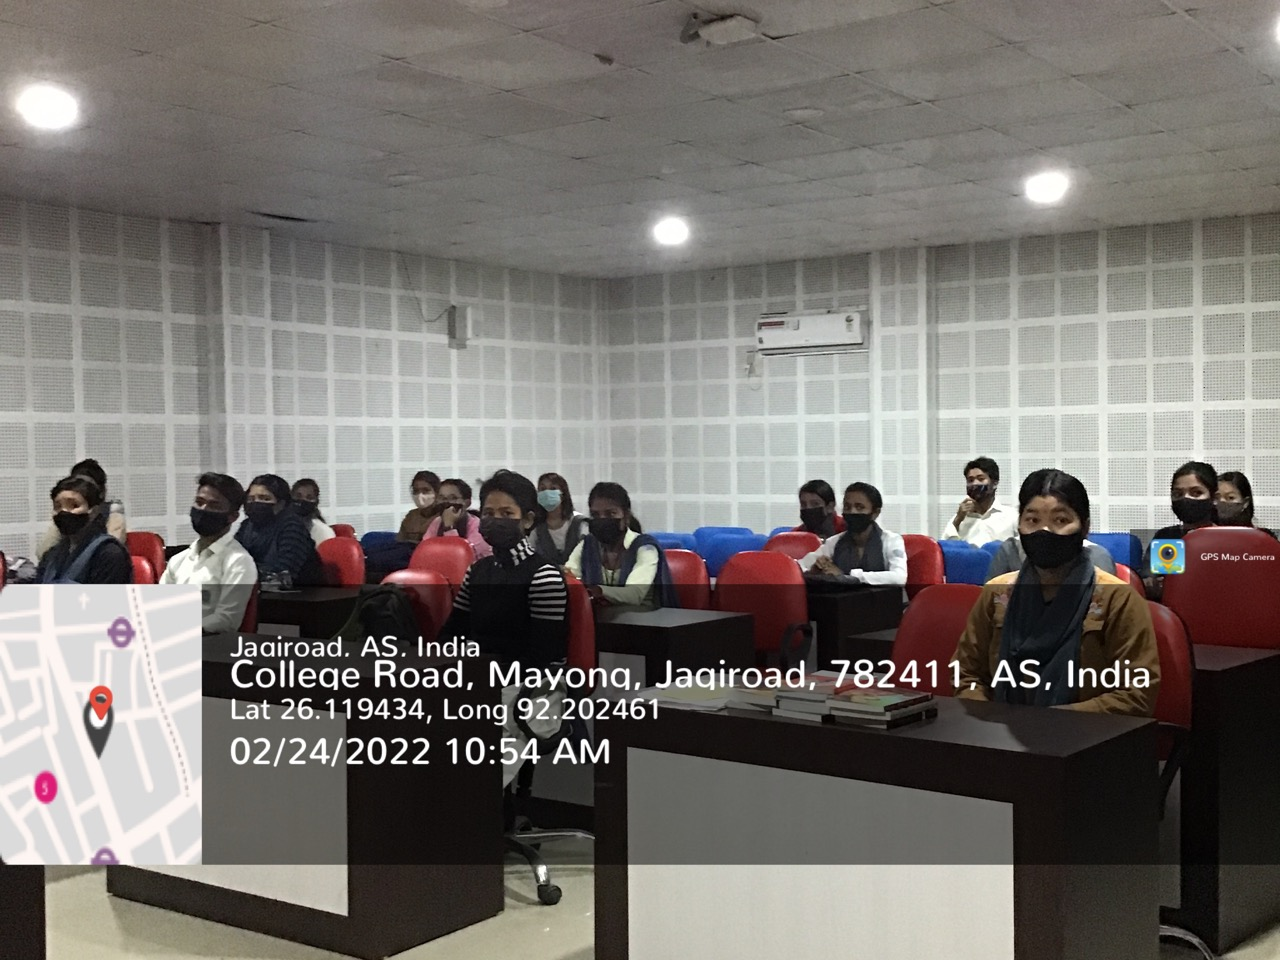 GPS Map Camera
Jagiroad, AS, India
College Road, Mayong, Jagiroad, 782411, AS, India
Lat 26.119434, Long 92.202461
02/24/2022 10:54 AM